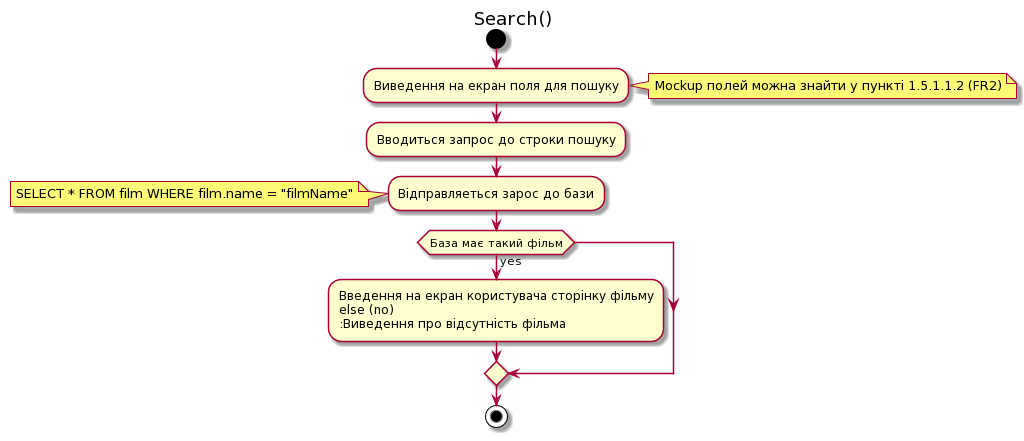 Search()
Виведення на екран поля для пошуку
Mockup полей можна знайти у пункті 1.5.1.1.2 (FR2)
Вводиться запрос до строки пошуку
SELECT * FROM film WHERE film.name = "filmName"
Відправляеться зарос до бази
База має такий фільм
yes
Введення на екран користувача сторінку фільму
else (no)
:Виведення про відсутність фільма